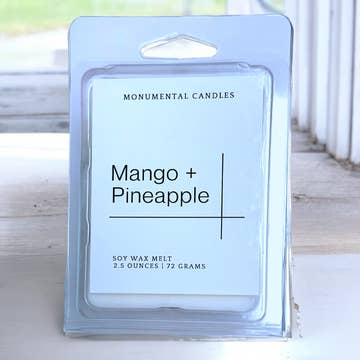 MONUMENTAL CANDLES
Mango +
Pineapple
SOY WAX MELT
2.5 OUNCES | 72 GRAMS